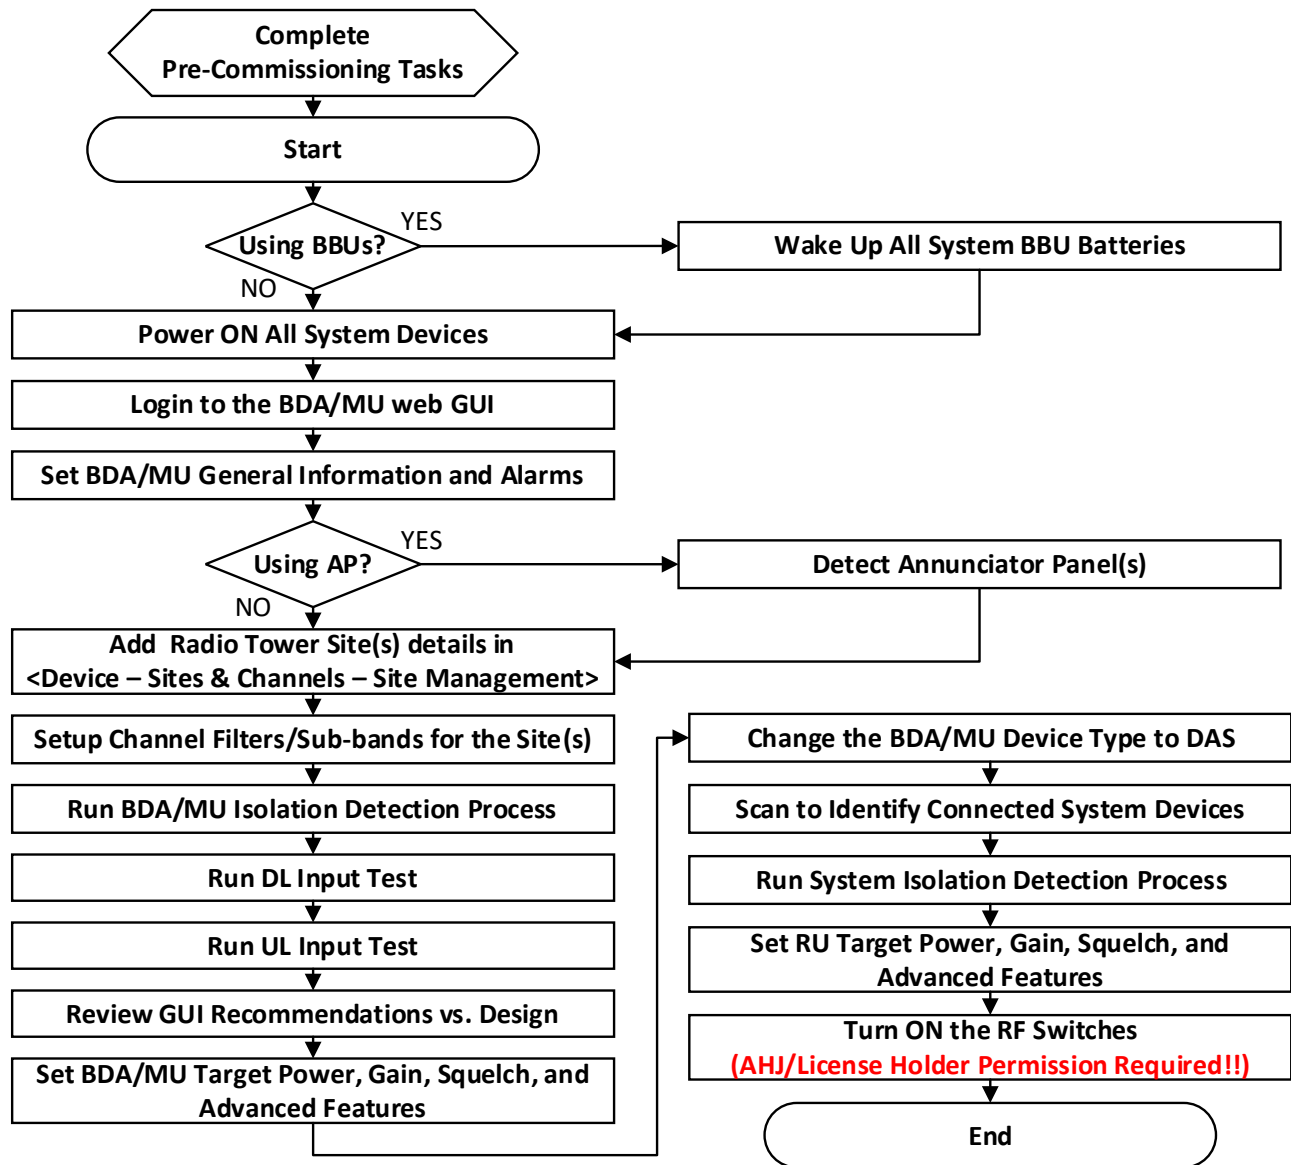 Complete
Pre-Commissioning Tasks
Start
Using BBUs?
YES
NO
Wake Up All System BBU Batteries
Power ON All System Devices
Login to the BDA/MU web GUI
Set BDA/MU General Information and Alarms
Using AP?
YES
NO
Detect Annunciator Panel(s)
Add  Radio Tower Site(s) details in
<Device – Sites & Channels – Site Management>
Setup Channel Filters/Sub-bands for the Site(s)
Run BDA/MU Isolation Detection Process
Run DL Input Test
Run UL Input Test
Review GUI Recommendations vs. Design
Set BDA/MU Target Power, Gain, Squelch, and
Advanced Features
Change the BDA/MU Device Type to DAS
Scan to Identify Connected System Devices
Run System Isolation Detection Process
Set RU Target Power, Gain, Squelch, and
Advanced Features
Turn ON the RF Switches
(AHJ/License Holder Permission Required!!)
End